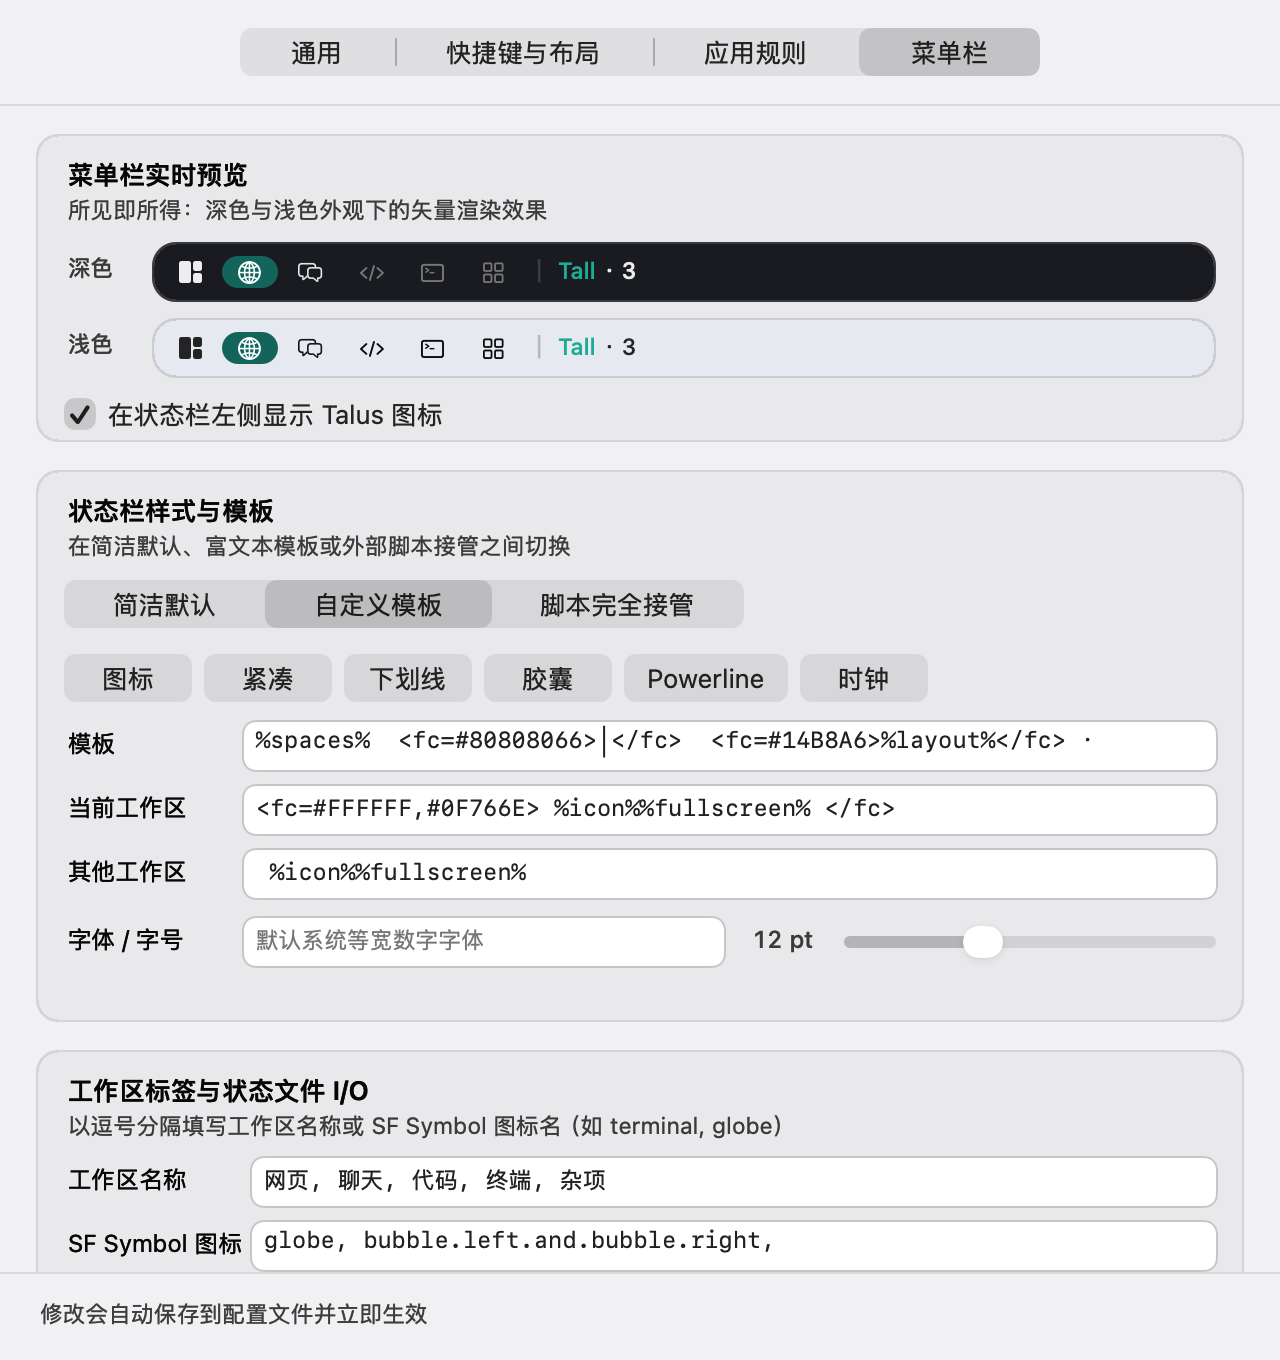 通用 快捷键与布局 应用规则 菜单栏
菜单栏实时预览
所见即所得：深色与浅色外观下的矢量渲染效果
深色 Tall · 3
浅色 Tall · 3
在状态栏左侧显示 Talus 图标
状态栏样式与模板
在简洁默认、富文本模板或外部脚本接管之间切换
简洁默认 自定义模板 脚本完全接管
图标 紧凑 下划线 胶囊 Powerline 时钟
模板 %spaces%  <fc=#80808066>│</fc>  <fc=#14B8A6>%layout%</fc> ·
当前工作区 <fc=#FFFFFF,#0F766E> %icon%%fullscreen% </fc>
其他工作区 %icon%%fullscreen%
字体 / 字号 默认系统等宽数字字体 12 pt
工作区标签与状态文件 I/O
以逗号分隔填写工作区名称或 SF Symbol 图标名（如 terminal, globe）
工作区名称 网页, 聊天, 代码, 终端, 杂项
SF Symbol 图标 globe, bubble.left.and.bubble.right,
修改会自动保存到配置文件并立即生效